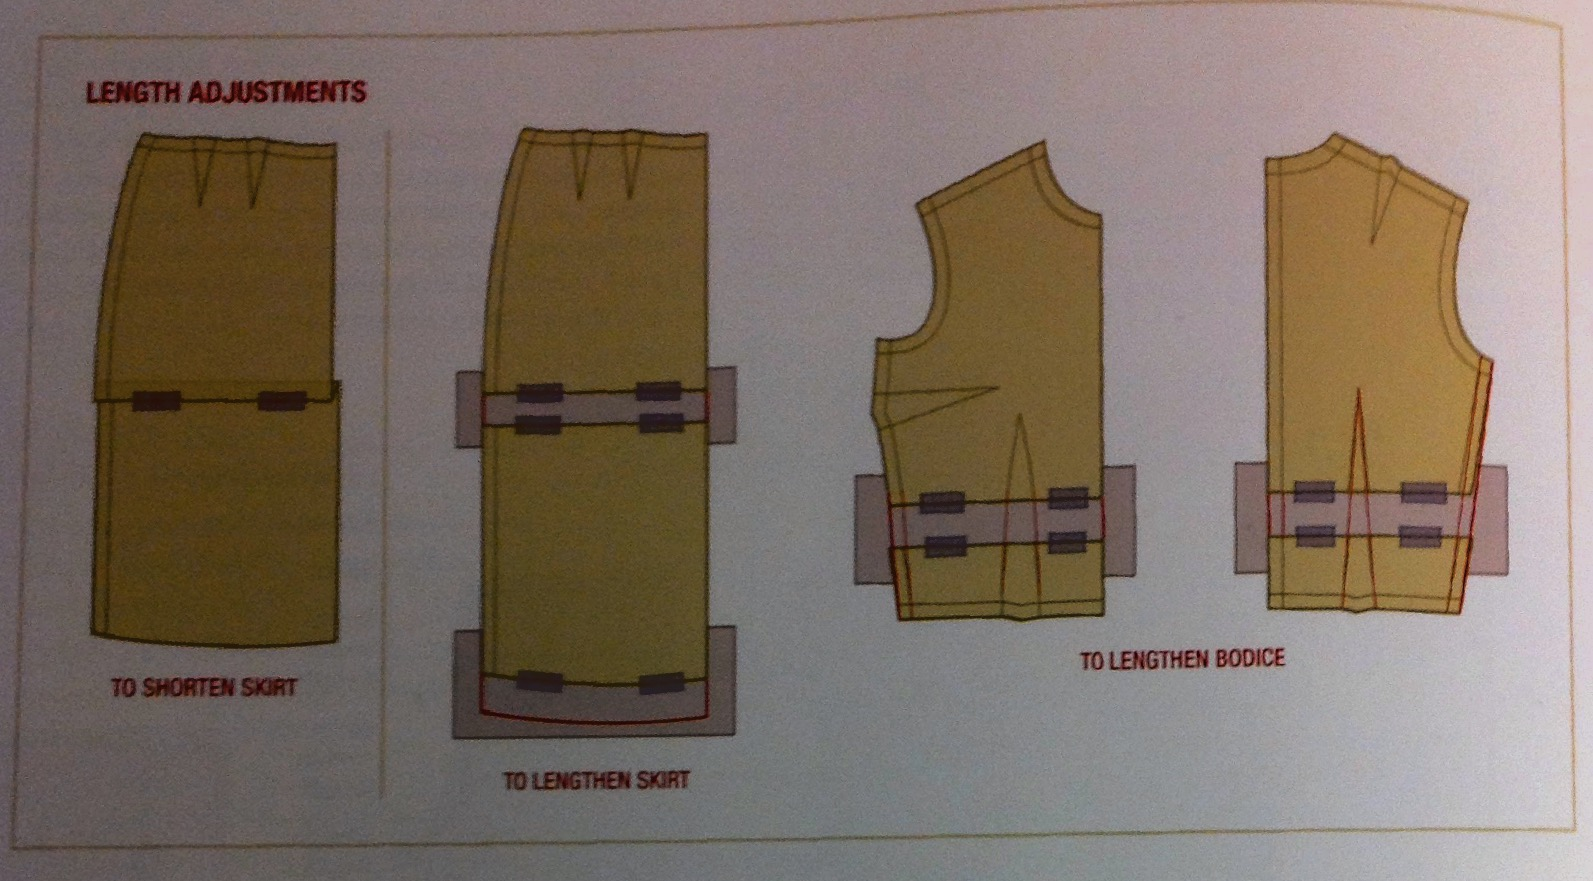 LENGTH ADJUSTMENTS
TO SHORTEN SKIRT
TO LENGTHEN SKIRT
TO LENGTHEN BODICE